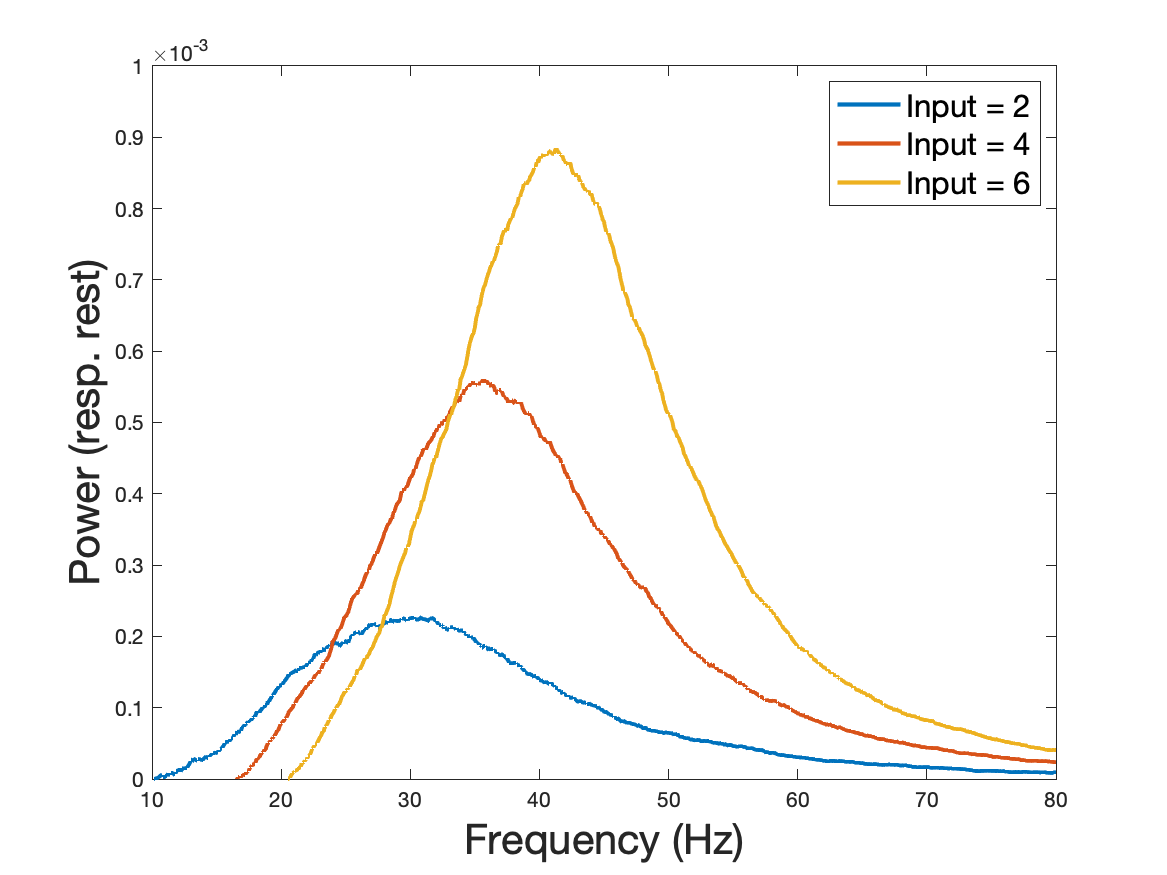 ×10-3
1
0.9
0.8
0.7
0.6
0.5
0.4
0.3
0.2
0.1
0
Power (resp. rest)
Input = 2
Input = 4
Input = 6
10 20 30 40 50 60 70 80
Frequency (Hz)